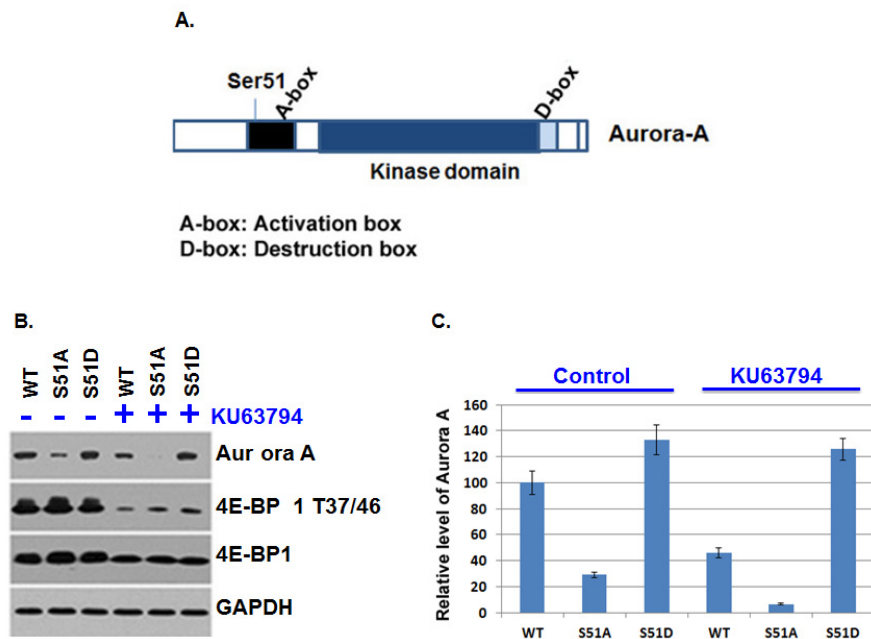 A.
Ser51
A-box
D-box
Aurora-A
Kinase domain
A-box: Activation box
D-box: Destruction box
B.
WT S51A S51D WT S51A S51D
- - - + + + KU63794
Aur ora A
4E-BP 1 T37/46
4E-BP1
GAPDH
C.
Control KU63794
Relative level of Aurora A
160
140
120
100
80
60
40
20
0
WT S51A S51D WT S51A S51D